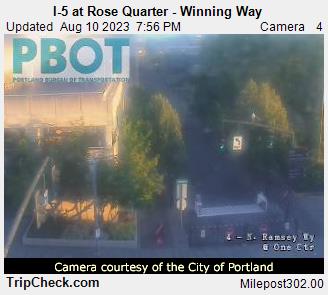 I-5 at Rose Quarter - Winning Way
Updated Aug 10 2023 7:56 PM Camera 4
PBOT
PORTLAND BUREAU OF TRANSPORTATION
4 - N. Ramsey Wy
@ One Ctr
Camera courtesy of the City of Portland
TripCheck.com Milepost302.00